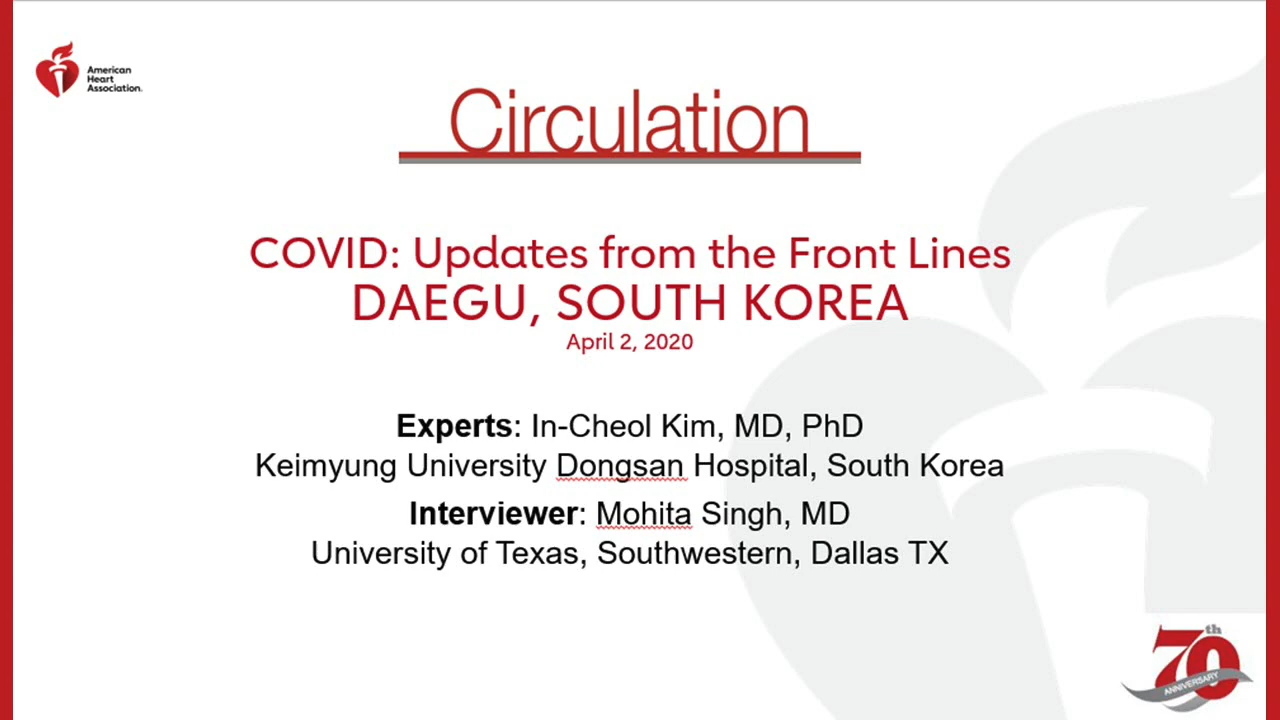 American
Heart
Association.
Circulation
COVID: Updates from the Front Lines
DAEGU, SOUTH KOREA
April 2, 2020
Experts: In-Cheol Kim, MD, PhD
Keimyung University Dongsan Hospital, South Korea
Interviewer: Mohita Singh, MD
University of Texas, Southwestern, Dallas TX
70th
ANNIVERSARY